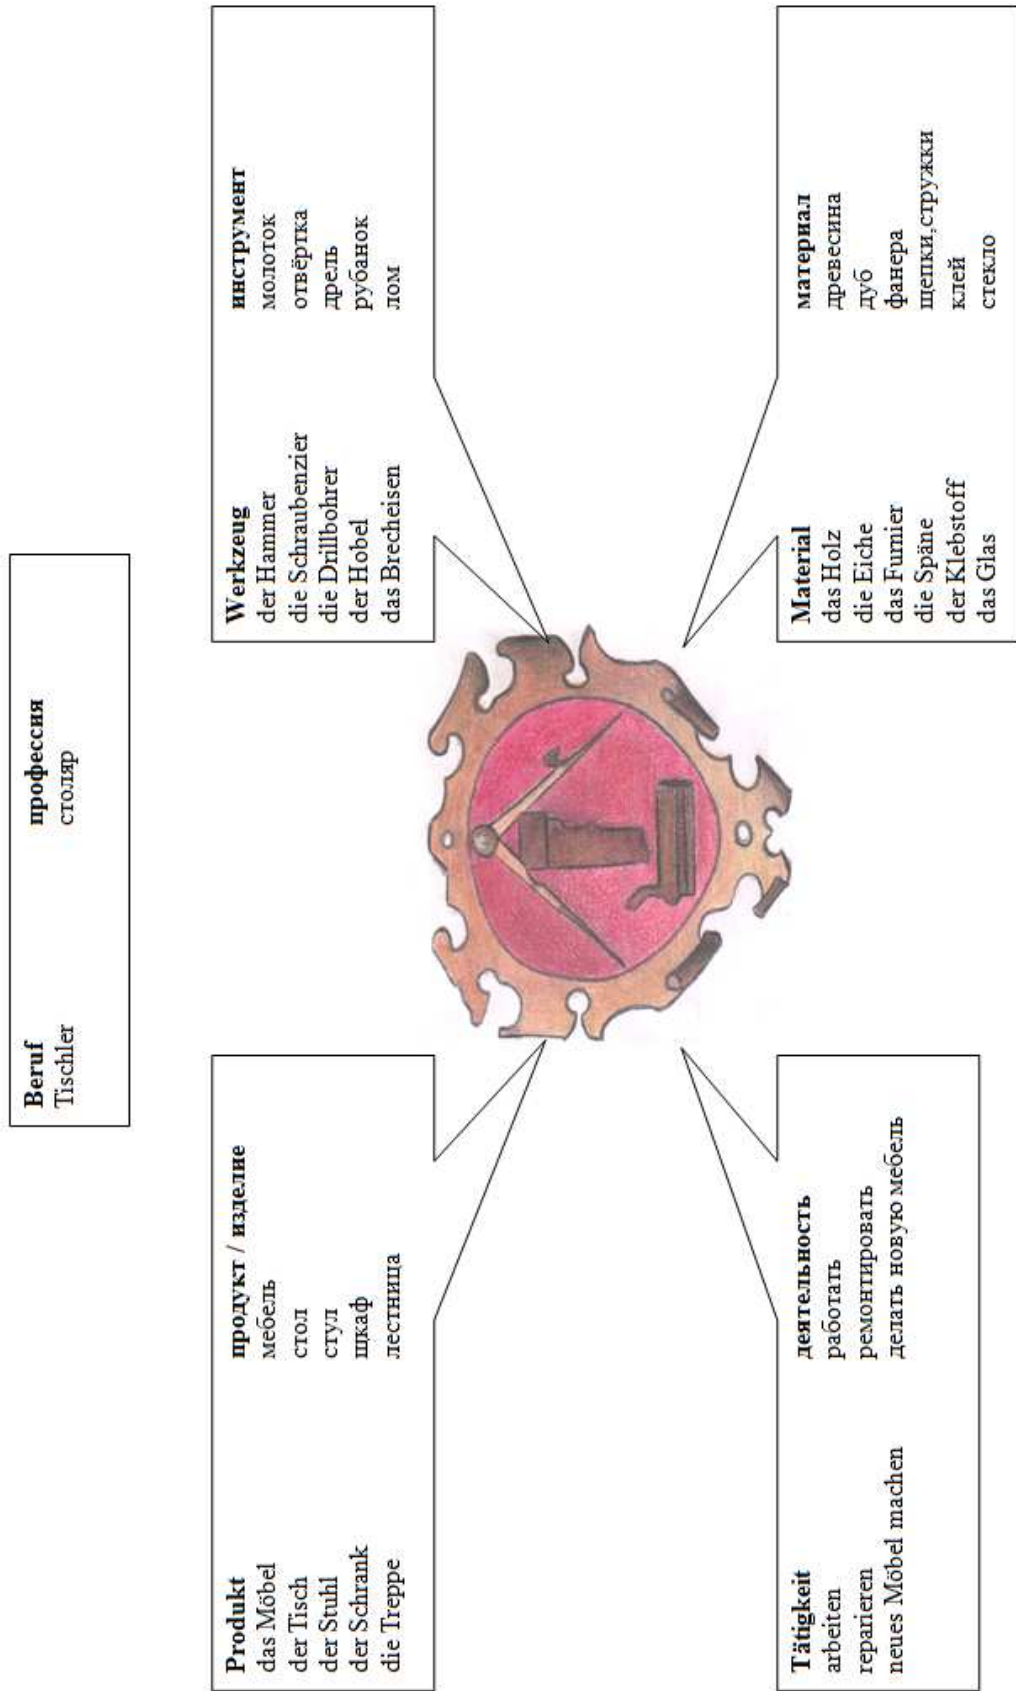 Beruf профессия
Tischler столяр
Produkt продукт / изделие
das Möbel мебель
der Tisch стол
der Stuhl стул
der Schrank шкаф
die Treppe лестница
Werkzeug инструмент
der Hammer молоток
die Schraubenzier отвёртка
die Drillbohrer дрель
der Hobel рубанок
das Brecheisen лом
Tätigkeit деятельность
arbeiten работать
reparieren ремонтировать
neues Möbel machen делать новую мебель
Material материал
das Holz древесина
die Eiche дуб
das Furnier фанера
die Späne щепки,стружки
der Klebstoff клей
das Glas стекло